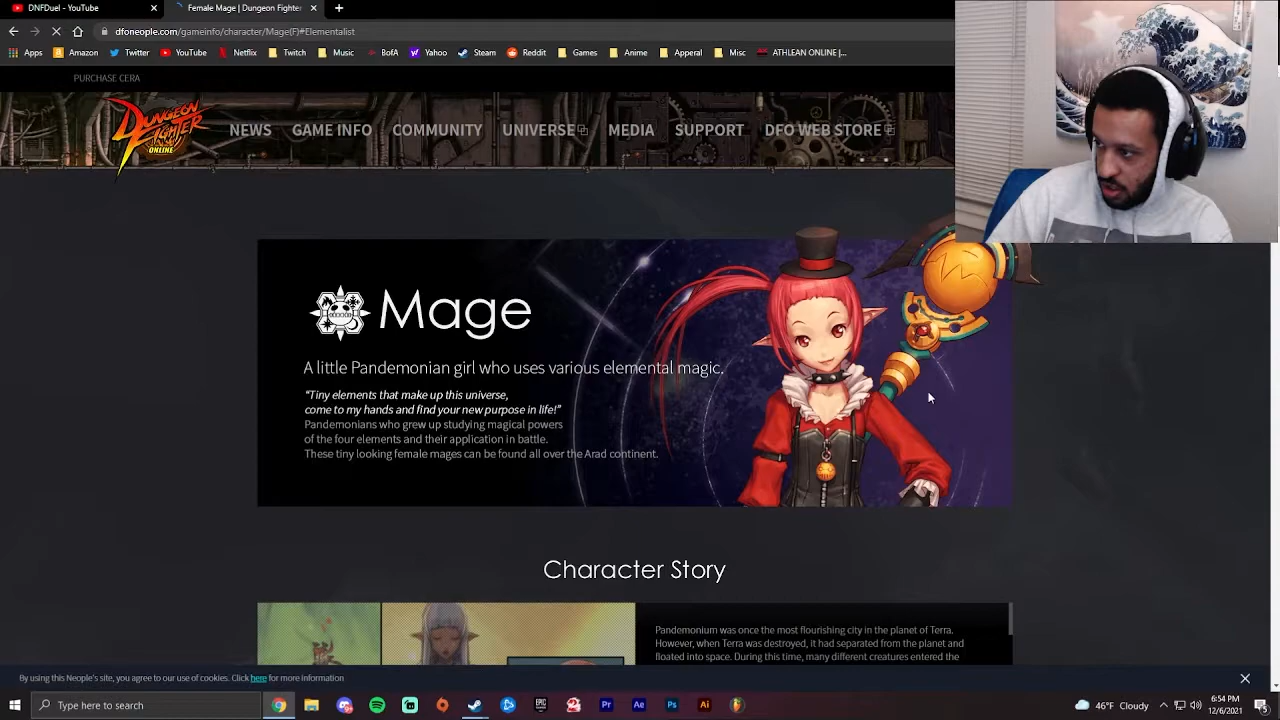 DNFDuel - YouTube
Female Mage | Dungeon Fighter
Apps
Amazon
Twitter
YouTube
Netflix
Twitch
Music
BofA
Yahoo
Steam
Reddit
Games
Anime
Apparal
Misc
ATHLEAN ONLINE |...
PURCHASE CERA
DUNGEON FIGHTER ONLINE
NEWS
GAME INFO
COMMUNITY
UNIVERSE
MEDIA
SUPPORT
DFO WEB STORE
Mage
A little Pandemonian girl who uses various elemental magic.
“Tiny elements that make up this universe,
come to my hands and find your new purpose in life!”
Pandemonians who grew up studying magical powers
of the four elements and their application in battle.
These tiny looking female mages can be found all over the Arad continent.
Character Story
Pandemonium was once the most flourishing city in the planet of Terra.
However, when Terra was destroyed, it had separated from the planet and
floated into space. During this time, many different creatures entered the
By using this Neople's site, you agree to our use of cookies. Click here for more information
Type here to search
Pr
Ae
Ps
Ai
46°F Cloudy
6:54 PM
12/6/2021